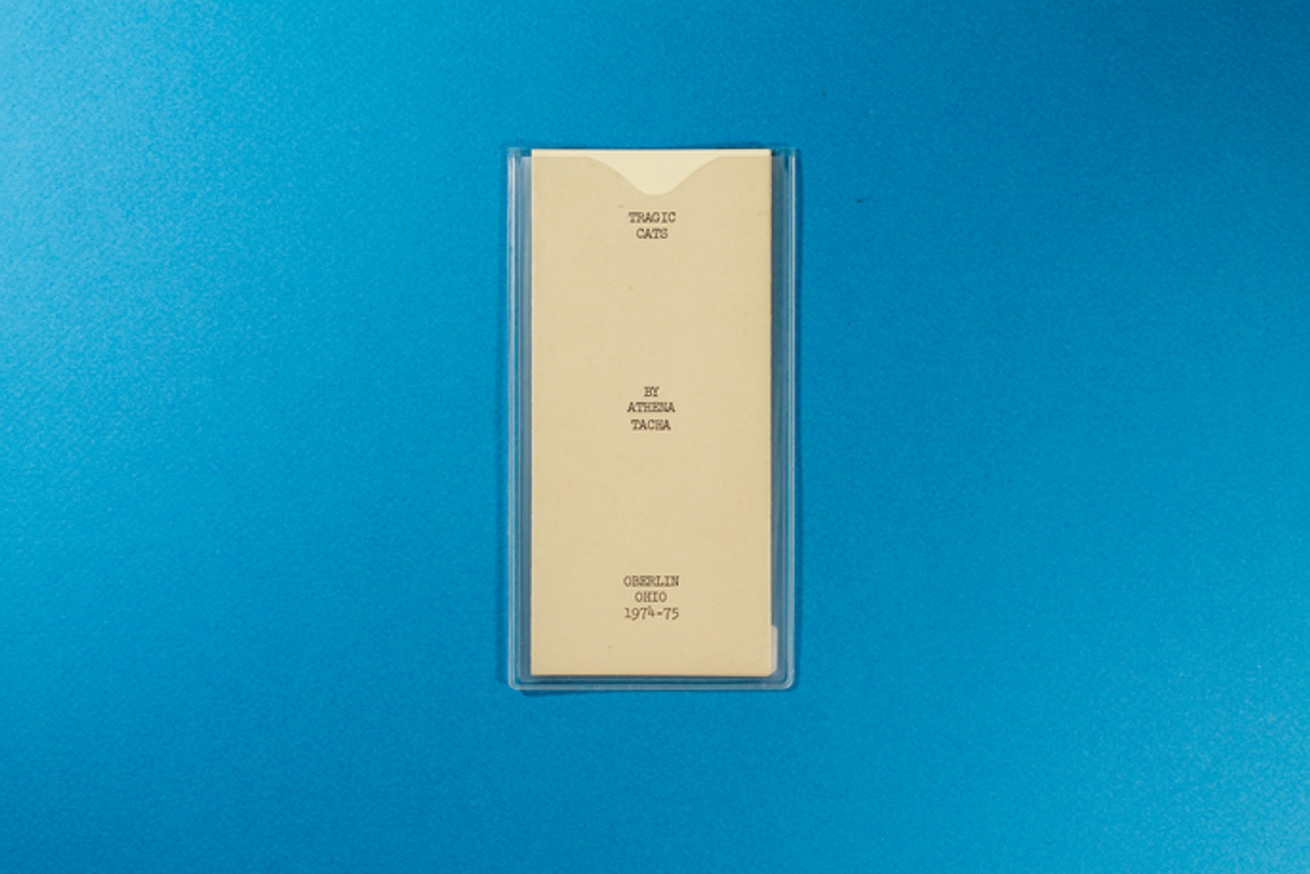 TRAGIC
CATS
BY
ATHENA
TACHA
OBERLIN
OHIO
1974-75